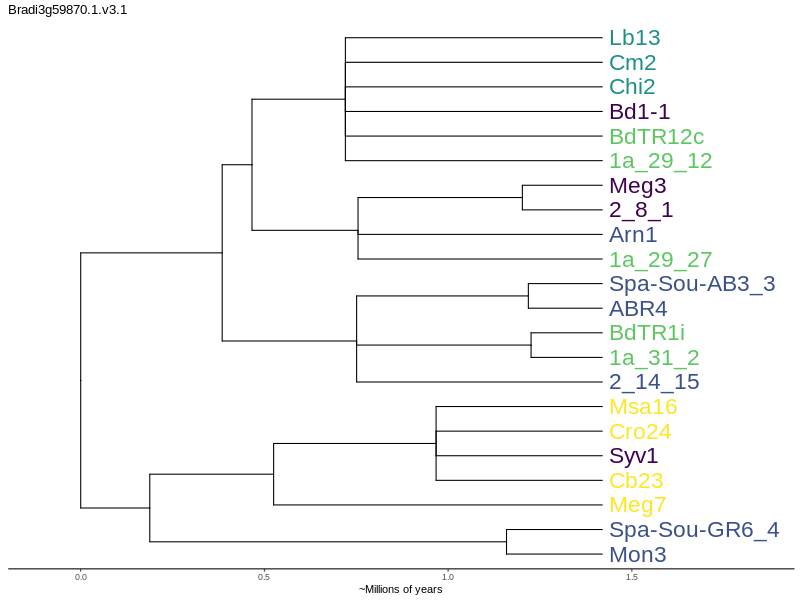 Bradi3g59870.1.v3.1
Lb13
Cm2
Chi2
Bd1-1
BdTR12c
1a_29_12
Meg3
2_8_1
Arn1
1a_29_27
Spa-Sou-AB3_3
ABR4
BdTR1i
1a_31_2
2_14_15
Msa16
Cro24
Syv1
Cb23
Meg7
Spa-Sou-GR6_4
Mon3
0.0 0.5 1.0 1.5
~Millions of years